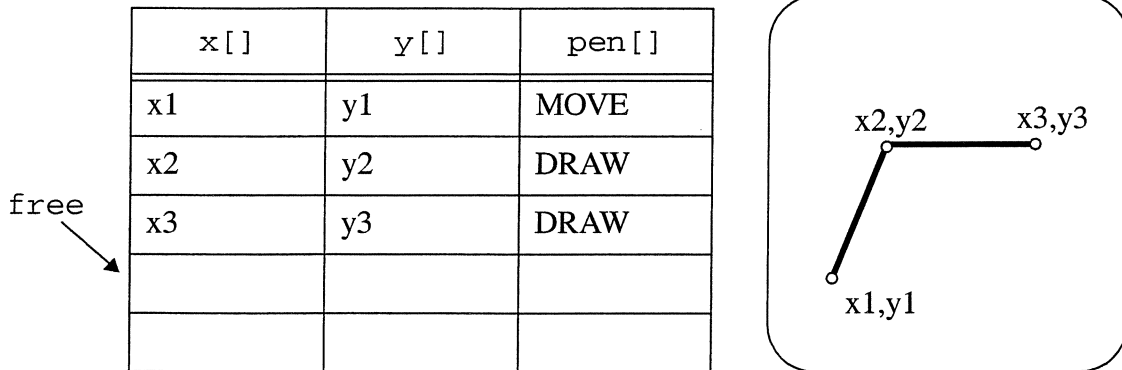 x[] y[] pen[]
x1 y1 MOVE
x2 y2 DRAW
x3 y3 DRAW
free
x2,y2
x3,y3
x1,y1